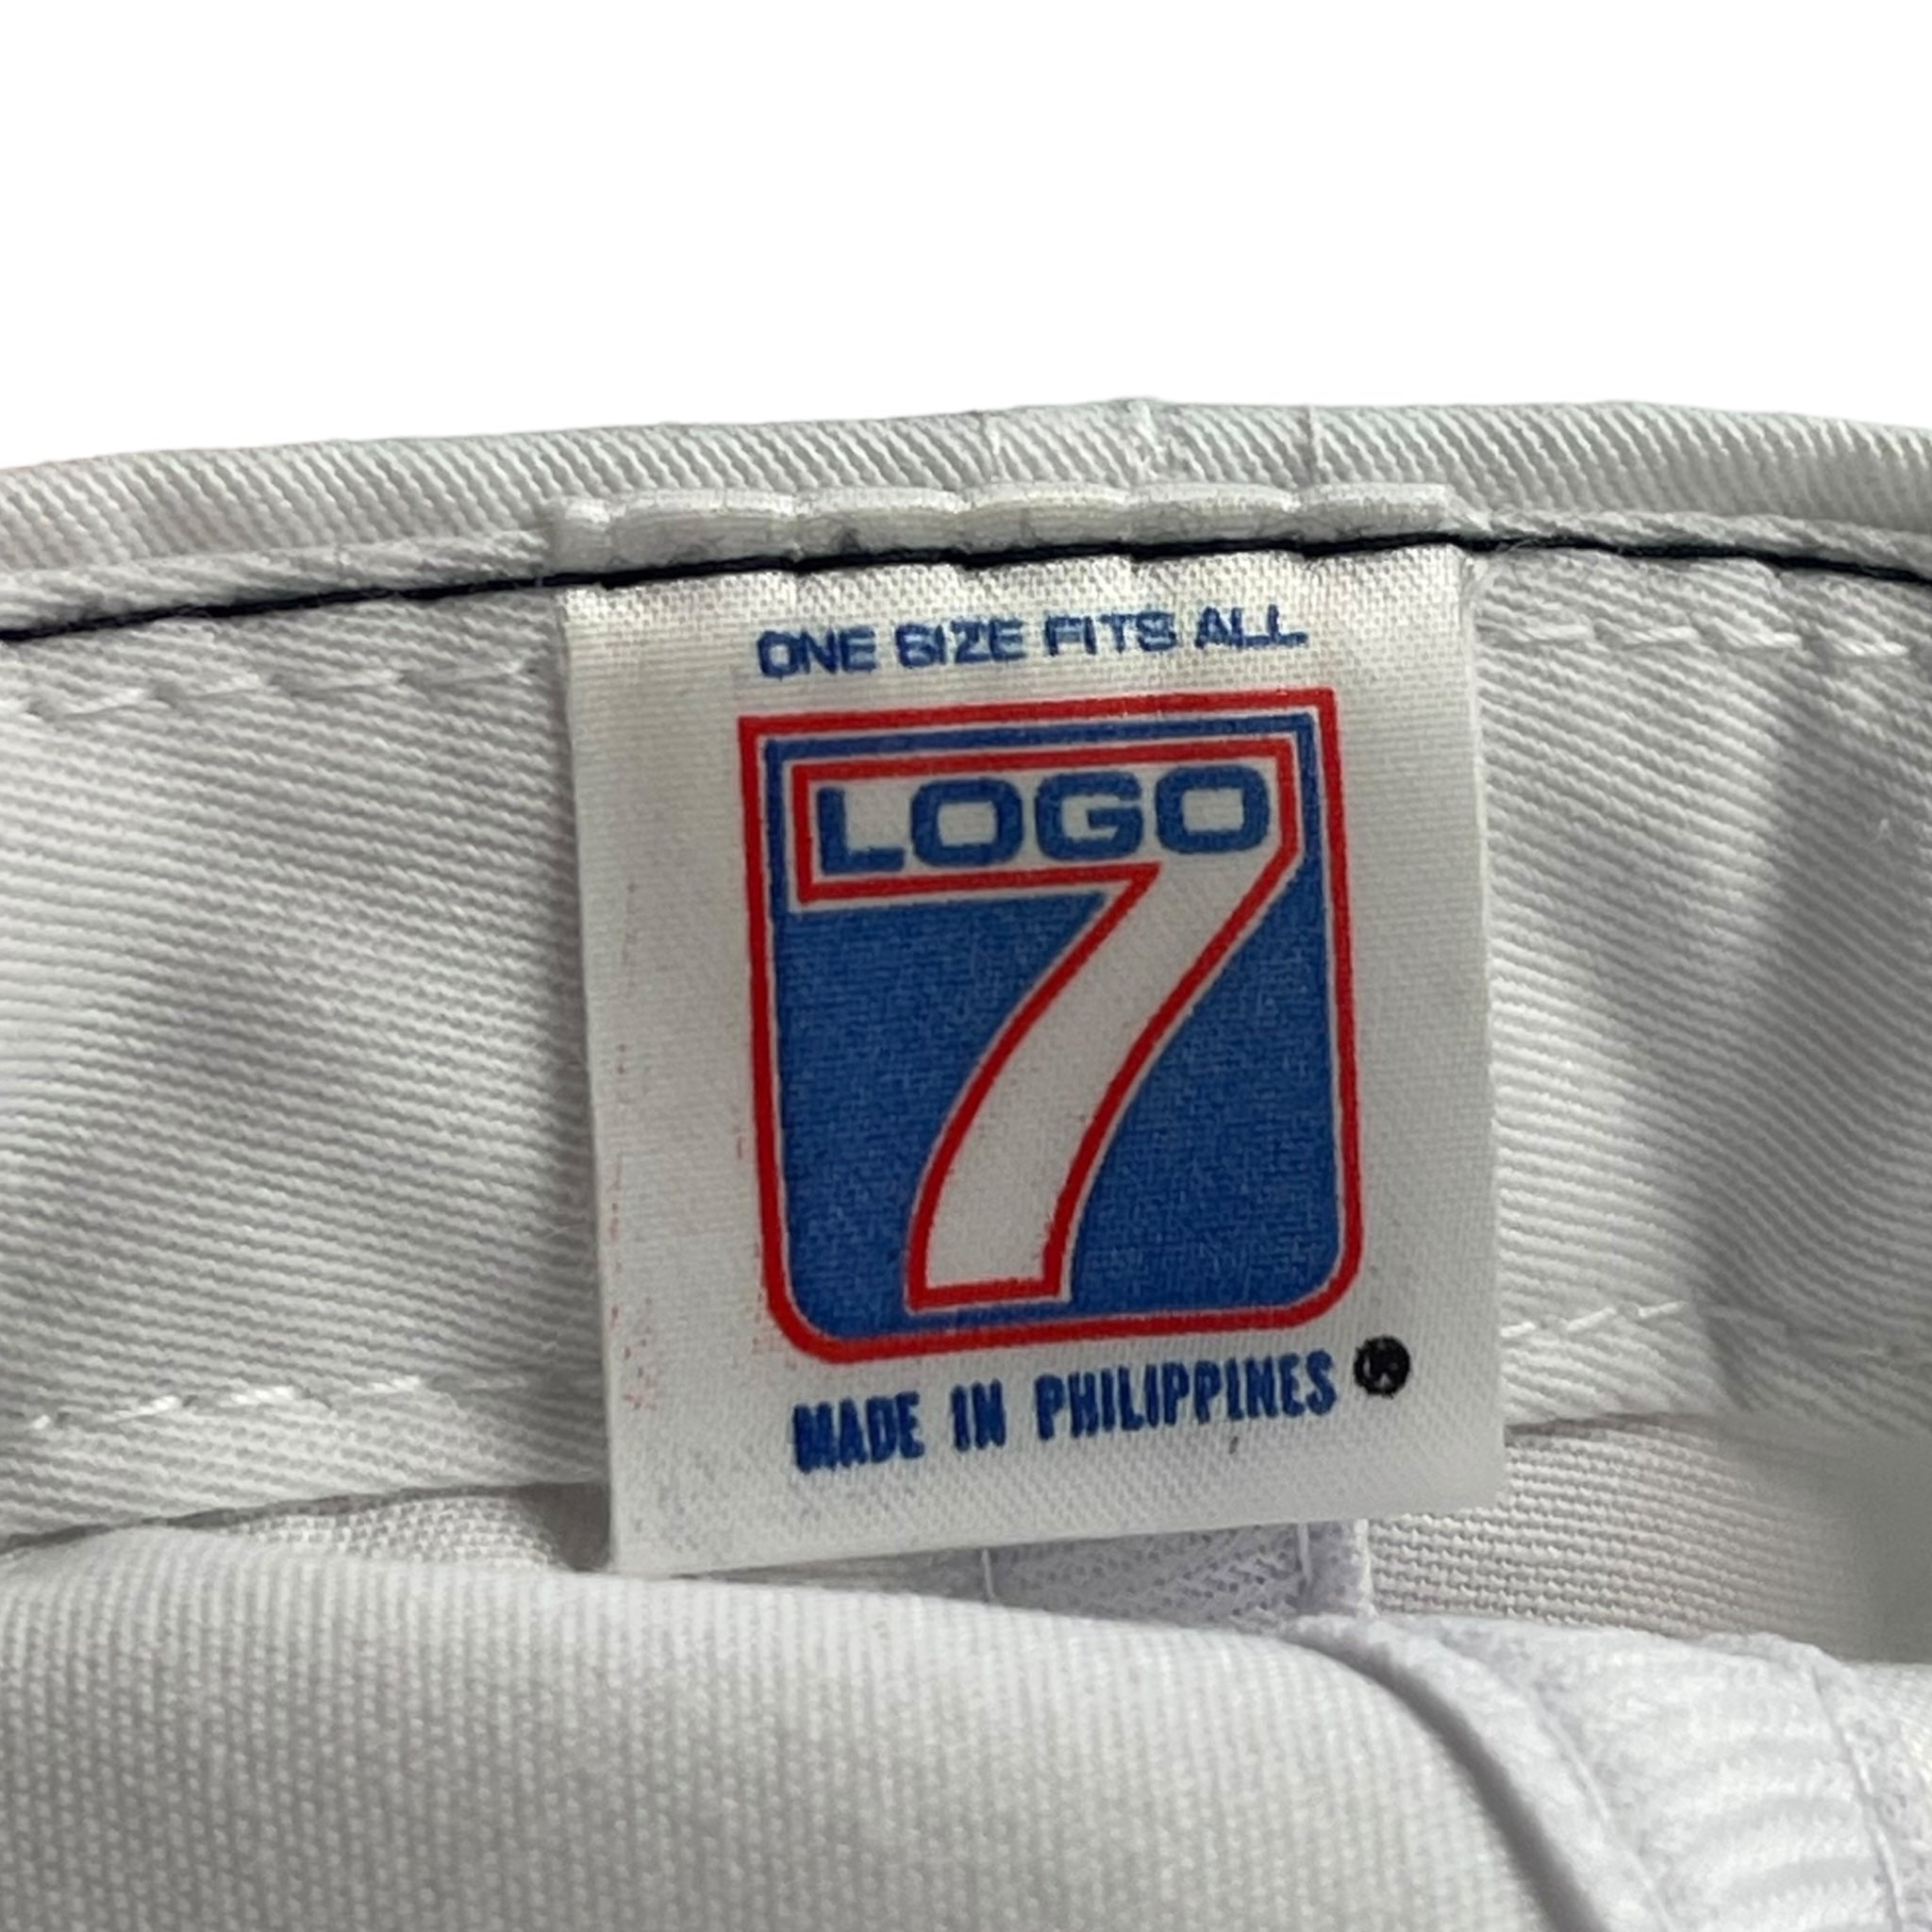 ONE SIZE FITS ALL
LOGO
7
MADE IN PHILIPPINES